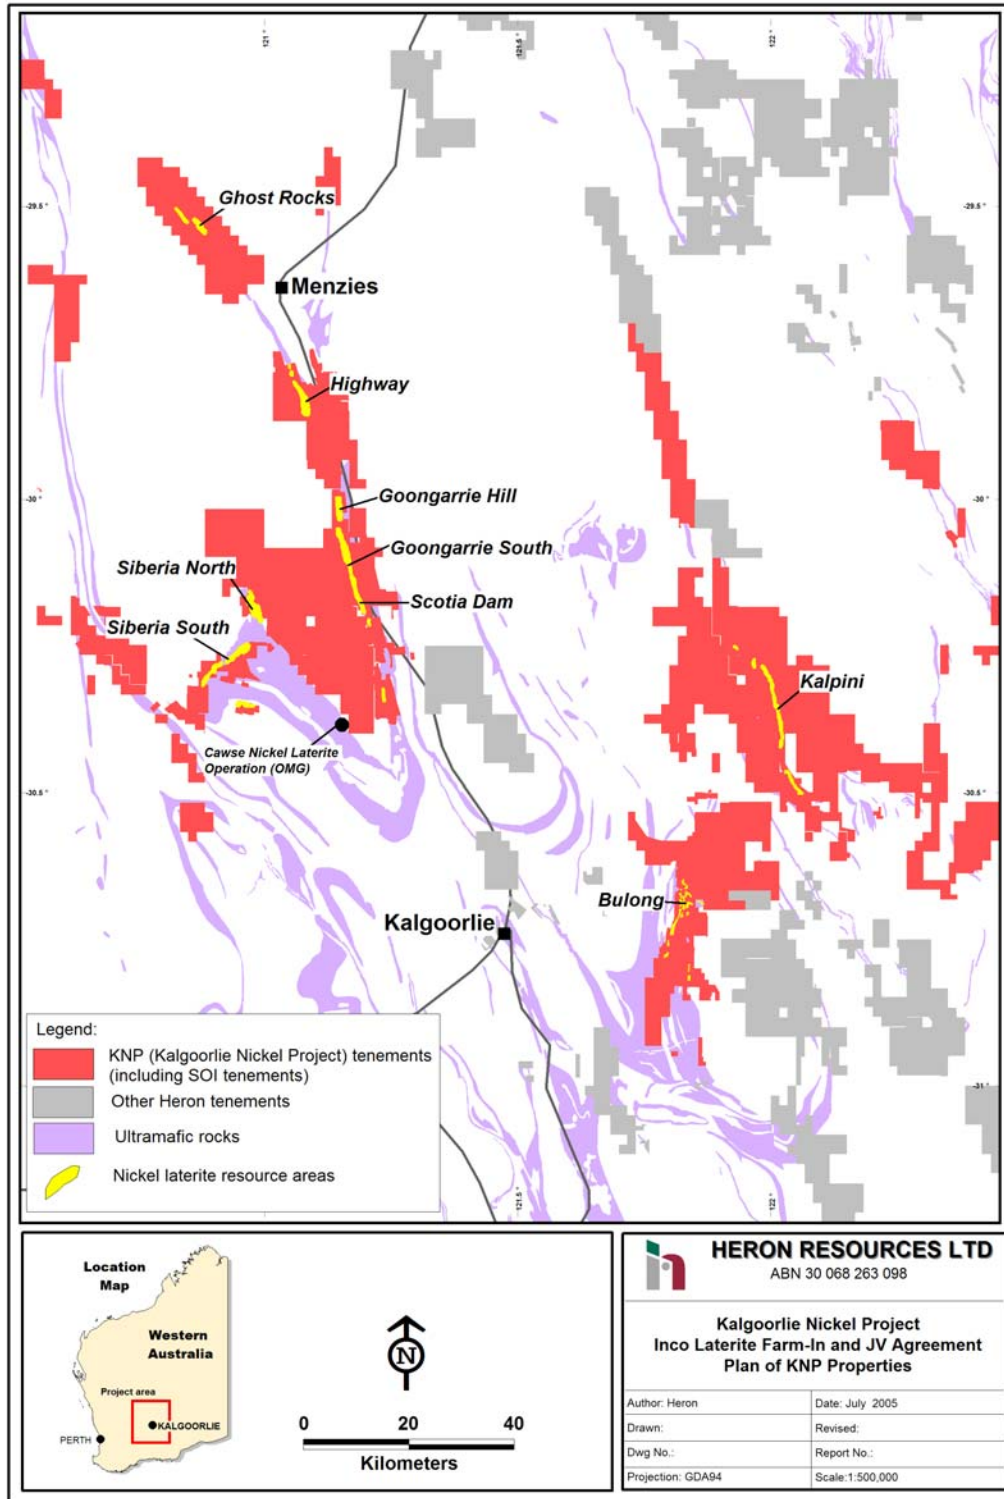 121 °
121.5 °
122 °
-29.5 °
-29.5 °
Ghost Rocks
Menzies
Highway
-30 °
-30 °
Goongarrie Hill
Goongarrie South
Siberia North
Scotia Dam
Siberia South
Kalpini
Cawse Nickel Laterite
Operation (OMG)
-30.5 °
-30.5 °
Bulong
Kalgoorlie
Legend:
KNP (Kalgoorlie Nickel Project) tenements
(including SOI tenements)
Other Heron tenements
Ultramafic rocks
Nickel laterite resource areas
-31 °
121.5 °
122 °
Location
Map
Western
Australia
Project area
KALGOORLIE
PERTH
N
0 20 40
Kilometers
HERON RESOURCES LTD
ABN 30 068 263 098
Kalgoorlie Nickel Project
Inco Laterite Farm-In and JV Agreement
Plan of KNP Properties
Author: Heron
Date: July 2005
Drawn:
Revised:
Dwg No.:
Report No.:
Projection: GDA94
Scale:1:500,000